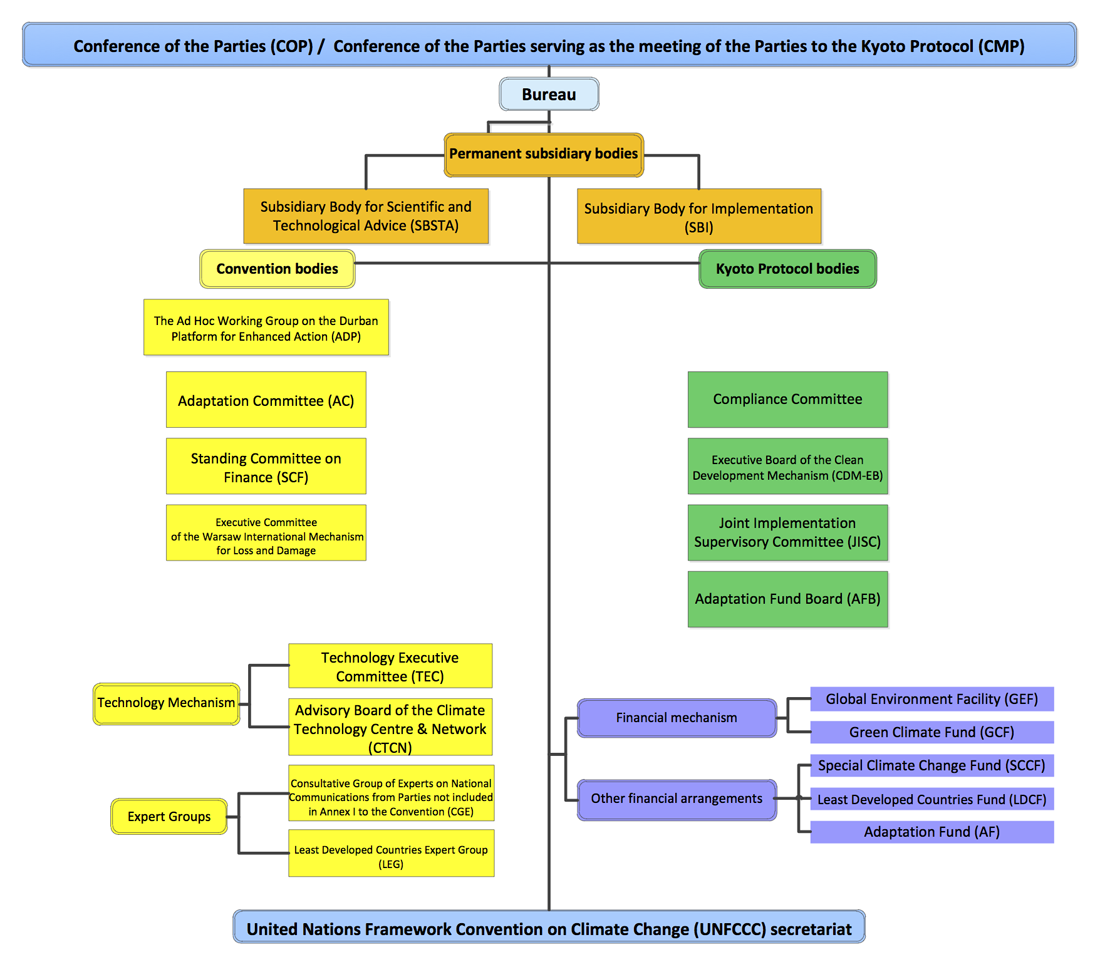 Conference of the Parties (COP) / Conference of the Parties serving as the meeting of the Parties to the Kyoto Protocol (CMP)
Bureau
Permanent subsidiary bodies
Subsidiary Body for Scientific and
Technological Advice (SBSTA)
Subsidiary Body for Implementation
(SBI)
Convention bodies
Kyoto Protocol bodies
The Ad Hoc Working Group on the Durban
Platform for Enhanced Action (ADP)
Adaptation Committee (AC)
Standing Committee on
Finance (SCF)
Executive Committee
of the Warsaw International Mechanism
for Loss and Damage
Compliance Committee
Executive Board of the Clean
Development Mechanism (CDM-EB)
Joint Implementation
Supervisory Committee (JISC)
Adaptation Fund Board (AFB)
Technology Mechanism
Technology Executive
Committee (TEC)
Advisory Board of the Climate
Technology Centre & Network
(CTCN)
Expert Groups
Consultative Group of Experts on National
Communications from Parties not included
in Annex I to the Convention (CGE)
Least Developed Countries Expert Group
(LEG)
Financial mechanism
Global Environment Facility (GEF)
Green Climate Fund (GCF)
Other financial arrangements
Special Climate Change Fund (SCCF)
Least Developed Countries Fund (LDCF)
Adaptation Fund (AF)
United Nations Framework Convention on Climate Change (UNFCCC) secretariat